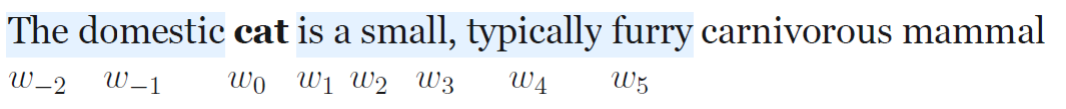 The domestic cat is a small, typically furry carnivorous mammal
w₋₂ w₋₁ w₀ w₁ w₂ w₃ w₄ w₅